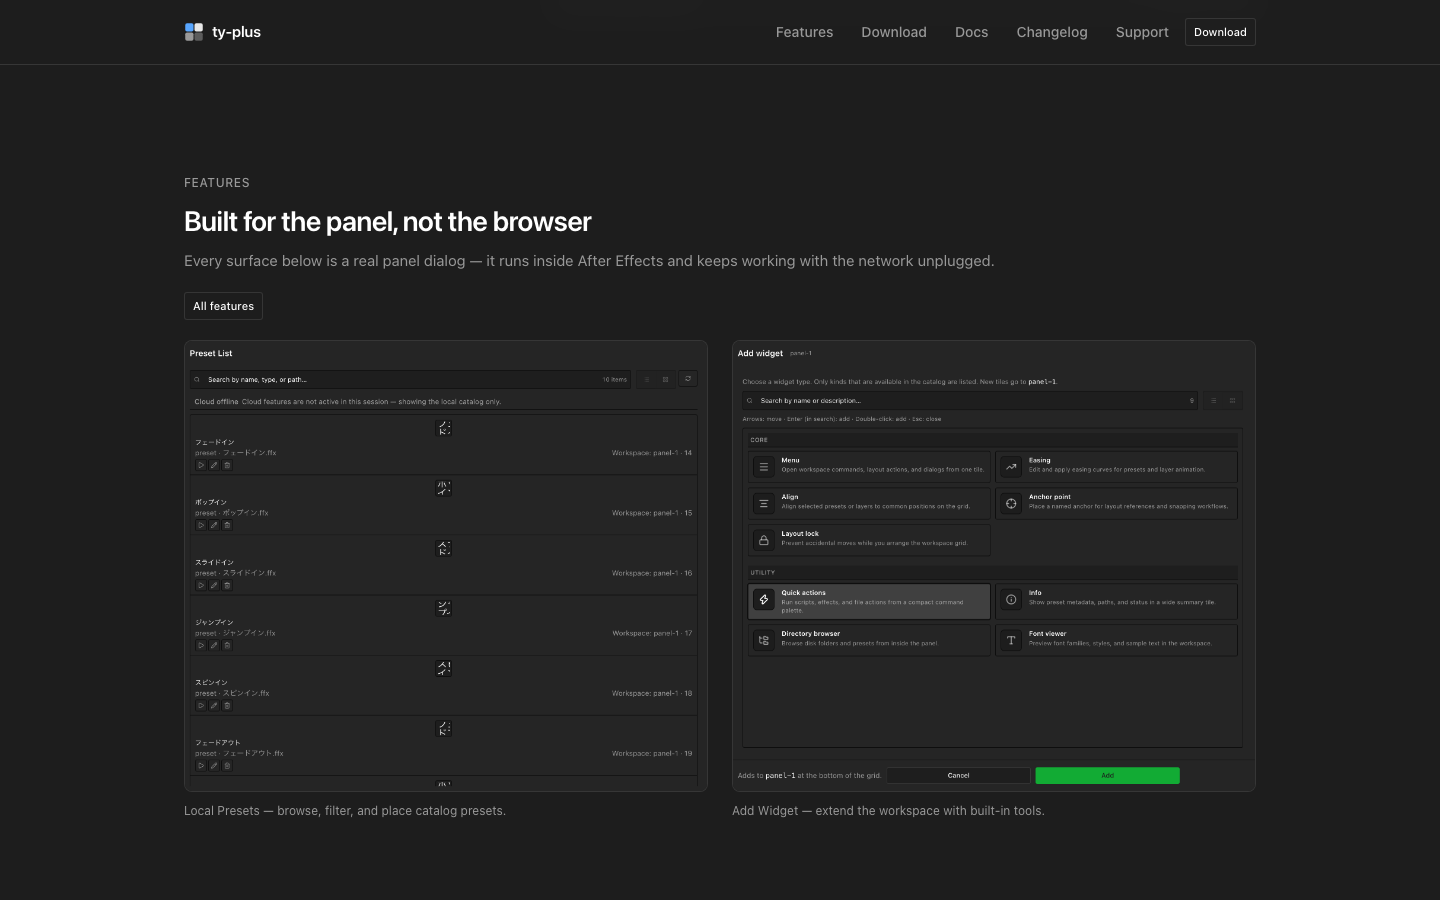 ty-plus
Features
Download
Docs
Changelog
Support
Download
FEATURES
Built for the panel, not the browser
Every surface below is a real panel dialog — it runs inside After Effects and keeps working with the network unplugged.
All features
Preset List
Search by name, type, or path...
10 items
Cloud offline Cloud features are not active in this session — showing the local catalog only.
フェードイン
preset · フェードイン.ffx
Workspace: panel-1 · 14
ポップイン
preset · ポップイン.ffx
Workspace: panel-1 · 15
スライドイン
preset · スライドイン.ffx
Workspace: panel-1 · 16
ジャンプイン
preset · ジャンプイン.ffx
Workspace: panel-1 · 17
スピンイン
preset · スピンイン.ffx
Workspace: panel-1 · 18
フェードアウト
preset · フェードアウト.ffx
Workspace: panel-1 · 19
Local Presets — browse, filter, and place catalog presets.
Add widget panel-1
Choose a widget type. Only kinds that are available in the catalog are listed. New tiles go to panel-1.
Search by name or description...
9
Arrows: move · Enter (in search): add · Double-click: add · Esc: close
CORE
Menu
Open workspace commands, layout actions, and dialogs from one tile.
Easing
Edit and apply easing curves for presets and layer animation.
Align
Align selected presets or layers to common positions on the grid.
Anchor point
Place a named anchor for layout references and snapping workflows.
Layout lock
Prevent accidental moves while you arrange the workspace grid.
UTILITY
Quick actions
Run scripts, effects, and file actions from a compact command
palette.
Info
Show preset metadata, paths, and status in a wide summary tile.
Directory browser
Browse disk folders and presets from inside the panel.
Font viewer
Preview font families, styles, and sample text in the workspace.
Adds to panel-1 at the bottom of the grid.
Cancel
Add
Add Widget — extend the workspace with built-in tools.